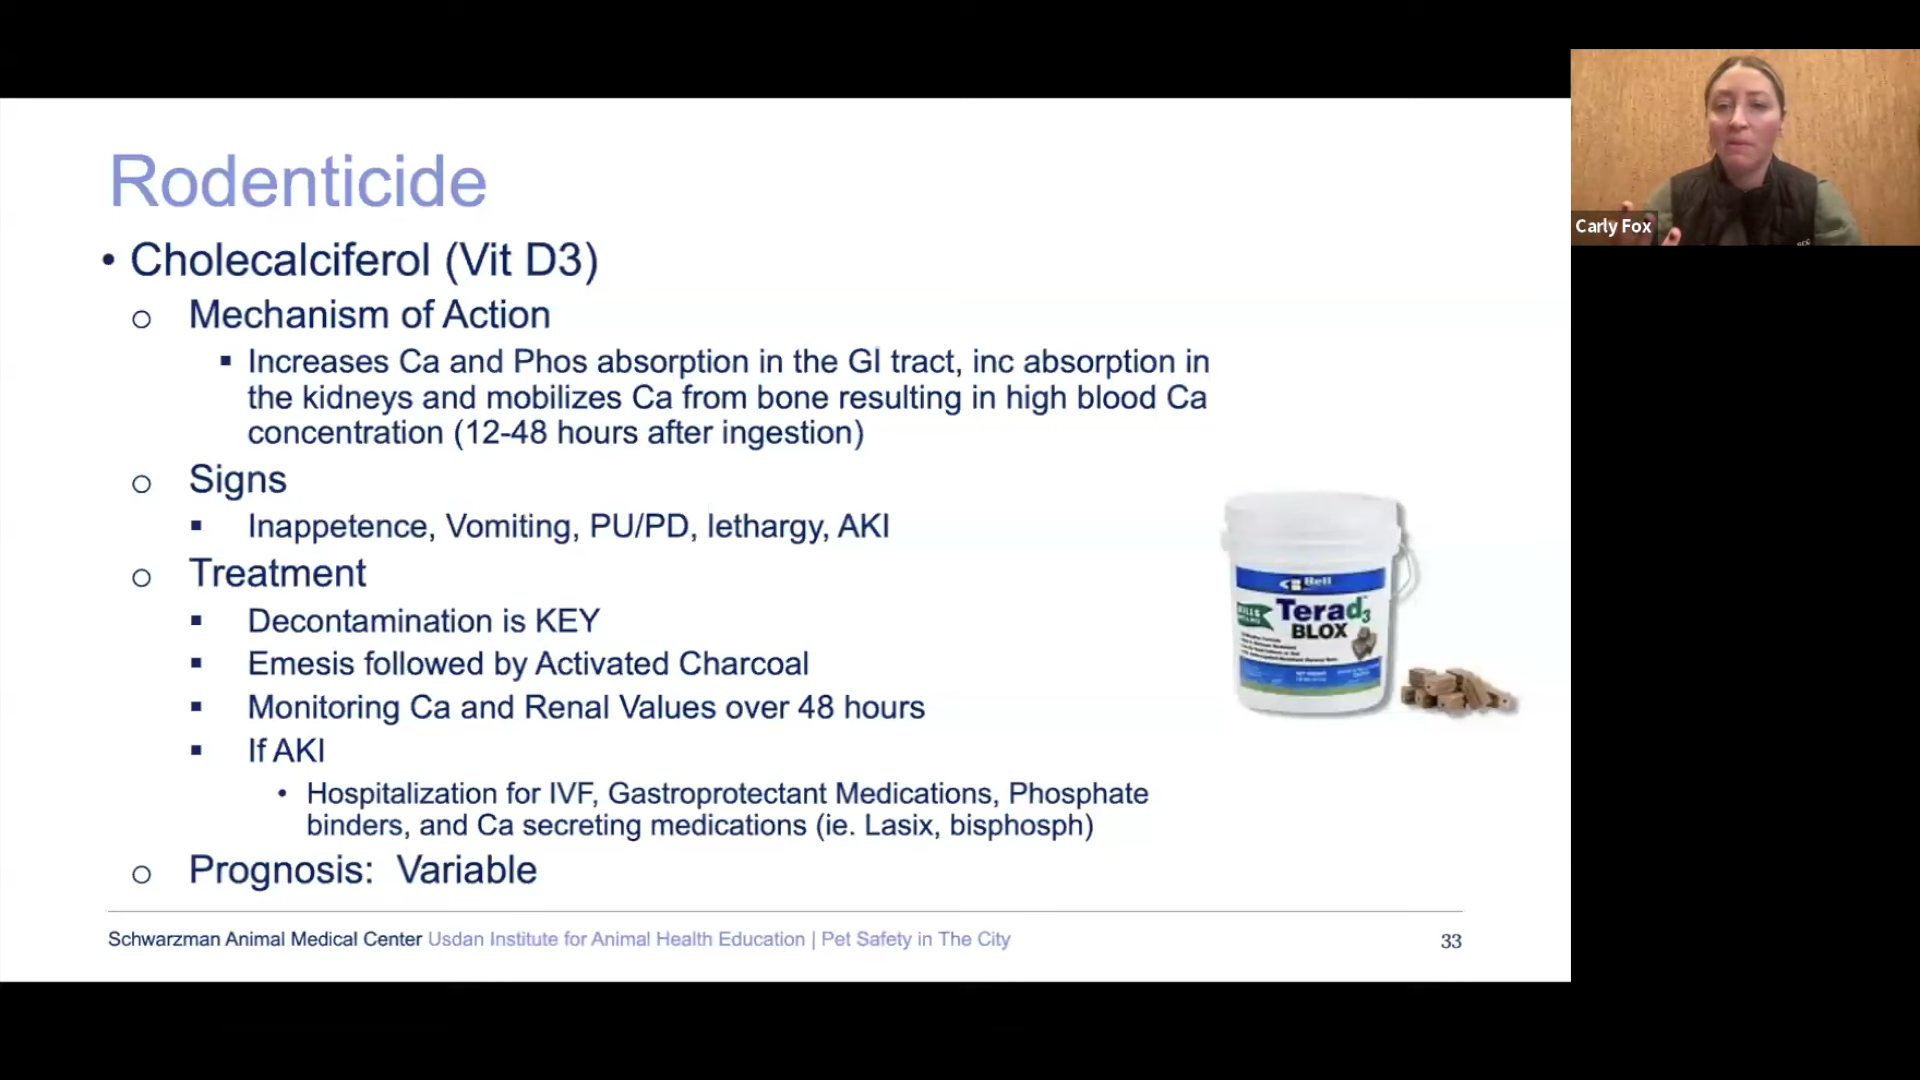 Rodenticide
• Cholecalciferol (Vit D3)
o Mechanism of Action
▪ Increases Ca and Phos absorption in the GI tract, inc absorption in
the kidneys and mobilizes Ca from bone resulting in high blood Ca
concentration (12-48 hours after ingestion)
o Signs
▪ Inappetence, Vomiting, PU/PD, lethargy, AKI
o Treatment
▪ Decontamination is KEY
▪ Emesis followed by Activated Charcoal
▪ Monitoring Ca and Renal Values over 48 hours
▪ If AKI
• Hospitalization for IVF, Gastroprotectant Medications, Phosphate
binders, and Ca secreting medications (ie. Lasix, bisphosph)
o Prognosis: Variable
Bell
Terad3
BLOX
Schwarzman Animal Medical Center Usdan Institute for Animal Health Education | Pet Safety in The City
33
Carly Fox